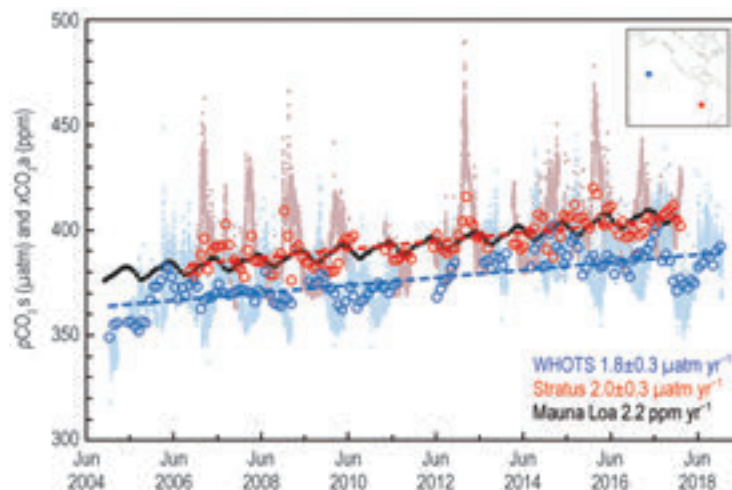 500
450
400
350
300
pCO₂s (µatm) and xCO₂a (ppm)
WHOTS 1.8±0.3 µatm yr⁻¹
Stratus 2.0±0.3 µatm yr⁻¹
Mauna Loa 2.2 ppm yr⁻¹
Jun Jun Jun Jun Jun Jun Jun Jun
2004 2006 2008 2010 2012 2014 2016 2018